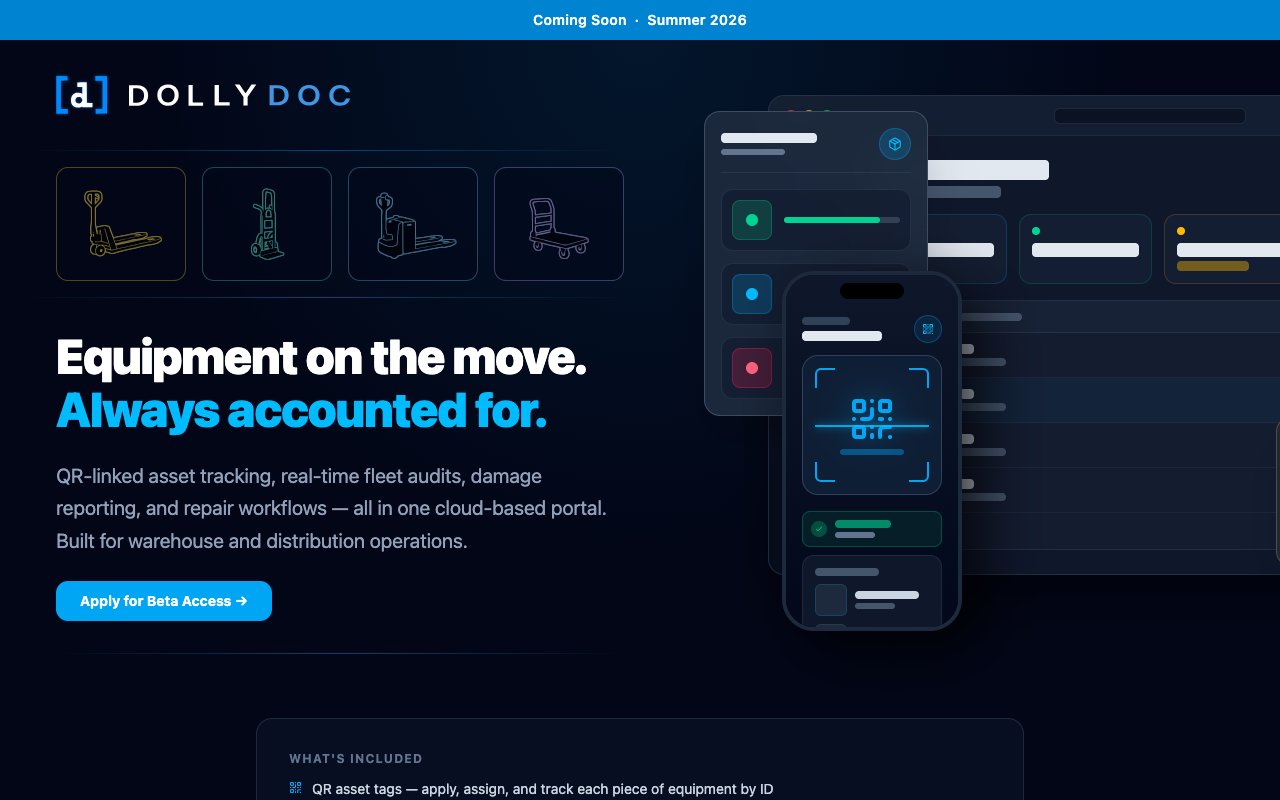 Coming Soon · Summer 2026
[d] DOLLYDOC
Equipment on the move.
Always accounted for.
QR-linked asset tracking, real-time fleet audits, damage
reporting, and repair workflows — all in one cloud-based portal.
Built for warehouse and distribution operations.
Apply for Beta Access →
WHAT'S INCLUDED
QR asset tags — apply, assign, and track each piece of equipment by ID